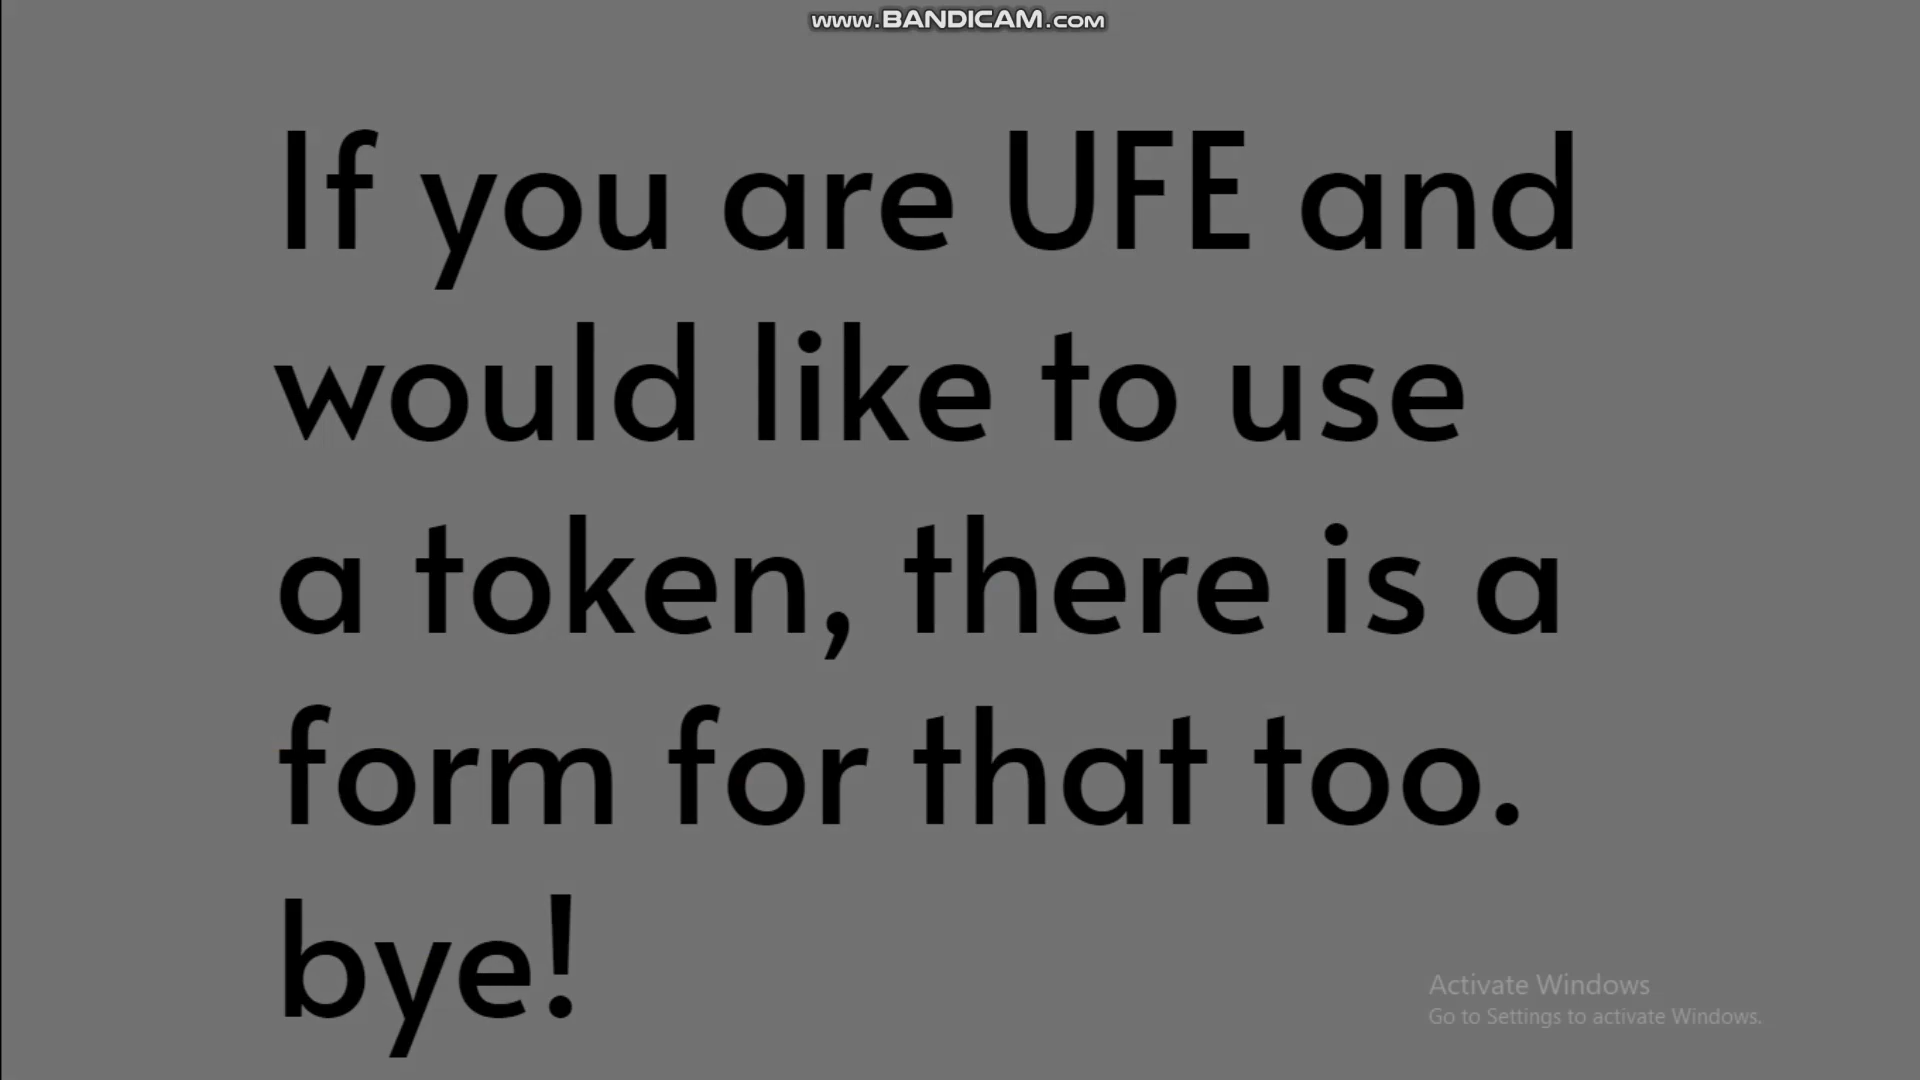 www.BANDICAM.com
If you are UFE and
would like to use
a token, there is a
form for that too.
bye!
Activate Windows
Go to Settings to activate Windows.